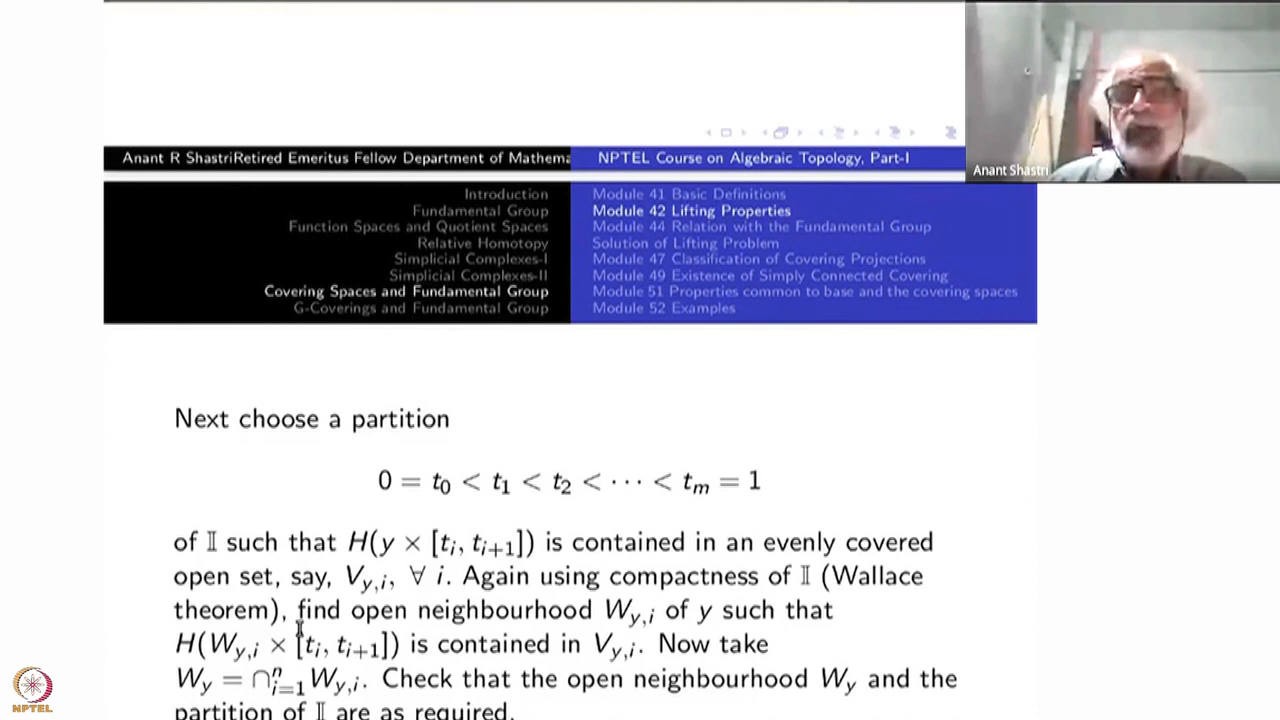 Anant Shastri
Anant R ShastriRetired Emeritus Fellow Department of Mathema
NPTEL Course on Algebraic Topology, Part-I
Introduction
Fundamental Group
Function Spaces and Quotient Spaces
Relative Homotopy
Simplicial Complexes-I
Simplicial Complexes-II
Covering Spaces and Fundamental Group
G-Coverings and Fundamental Group
Module 41 Basic Definitions
Module 42 Lifting Properties
Module 44 Relation with the Fundamental Group
Solution of Lifting Problem
Module 47 Classification of Covering Projections
Module 49 Existence of Simply Connected Covering
Module 51 Properties common to base and the covering spaces
Module 52 Examples
Next choose a partition
0 = t₀ < t₁ < t₂ < ⋯ < tₘ = 1
of 𝕀 such that H(y × [t_i, t_{i+1}]) is contained in an evenly covered
open set, say, V_{y,i}, ∀ i. Again using compactness of 𝕀 (Wallace
theorem), find open neighbourhood W_{y,i} of y such that
H(W_{y,i} × [t_i, t_{i+1}]) is contained in V_{y,i}. Now take
W_y = ∩_{i=1}^n W_{y,i}. Check that the open neighbourhood W_y and the
partition of 𝕀 are as required.
NPTEL